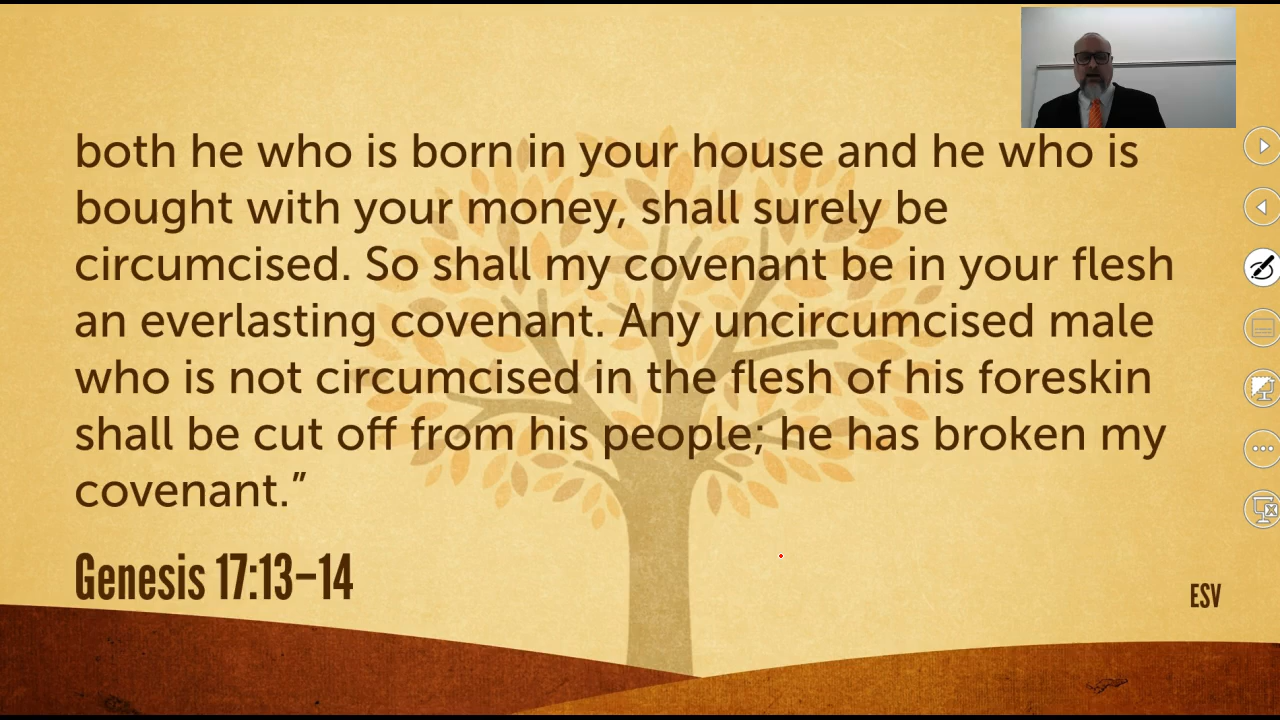 both he who is born in your house and he who is
bought with your money, shall surely be
circumcised. So shall my covenant be in your flesh
an everlasting covenant. Any uncircumcised male
who is not circumcised in the flesh of his foreskin
shall be cut off from his people; he has broken my
covenant.”
Genesis 17:13–14
ESV